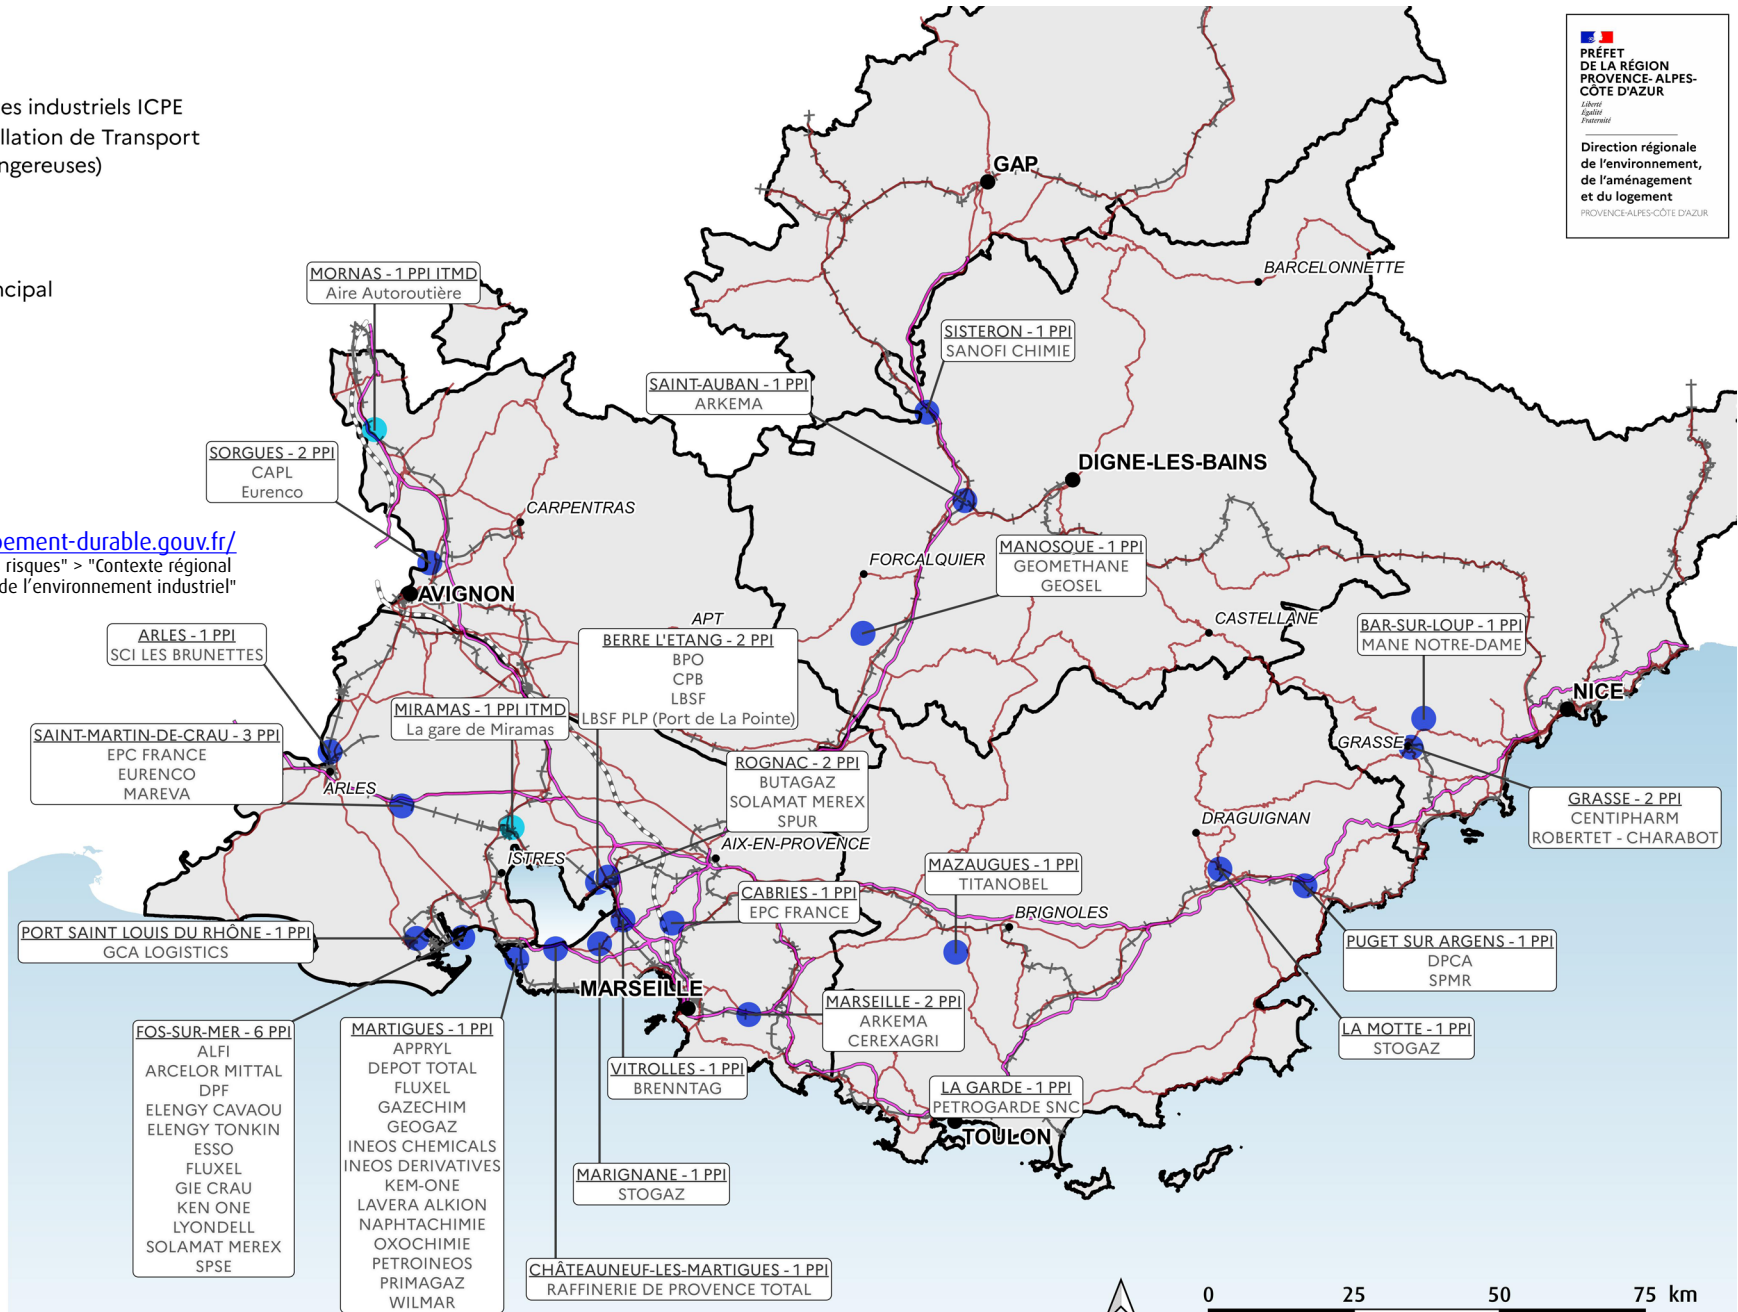 es industriels ICPE
llation de Transport
ngereuses)
ncipal
pement-durable.gouv.fr/
risques" > "Contexte régional
de l'environnement industriel"
PRÉFET
DE LA RÉGION
PROVENCE-ALPES-
CÔTE D'AZUR
Liberté
Égalité
Fraternité
Direction régionale
de l'environnement,
de l'aménagement
et du logement
PROVENCE-ALPES-CÔTE D'AZUR
GAP
BARCELONNETTE
MORNAS - 1 PPI ITMD
Aire Autoroutière
SISTERON - 1 PPI
SANOFI CHIMIE
SAINT-AUBAN - 1 PPI
ARKEMA
SORGUES - 2 PPI
CAPL
Eurenco
DIGNE-LES-BAINS
CARPENTRAS
FORCALQUIER
MANOSQUE - 1 PPI
GEOMETHANE
GEOSEL
AVIGNON
APT
CASTELLANE
ARLES - 1 PPI
SCI LES BRUNETTES
BERRE L'ETANG - 2 PPI
BPO
CPB
LBSF
LBSF PLP (Port de La Pointe)
BAR-SUR-LOUP - 1 PPI
MANE NOTRE-DAME
NICE
MIRAMAS - 1 PPI ITMD
La gare de Miramas
SAINT-MARTIN-DE-CRAU - 3 PPI
EPC FRANCE
EURENCO
MAREVA
GRASSE
ROGNAC - 2 PPI
BUTAGAZ
SOLAMAT MEREX
SPUR
ARLES
GRASSE - 2 PPI
CENTIPHARM
ROBERTET - CHARABOT
DRAGUIGNAN
AIX-EN-PROVENCE
ISTRES
MAZAUGUES - 1 PPI
TITANOBEL
CABRIES - 1 PPI
EPC FRANCE
BRIGNOLES
PORT SAINT LOUIS DU RHÔNE - 1 PPI
GCA LOGISTICS
PUGET SUR ARGENS - 1 PPI
DPCA
SPMR
MARSEILLE
MARSEILLE - 2 PPI
ARKEMA
CEREXAGRI
LA MOTTE - 1 PPI
STOGAZ
FOS-SUR-MER - 6 PPI
ALFI
ARCELOR MITTAL
DPF
ELENGY CAVAOU
ELENGY TONKIN
ESSO
FLUXEL
GIE CRAU
KEN ONE
LYONDELL
SOLAMAT MEREX
SPSE
MARTIGUES - 1 PPI
APPRYL
DEPOT TOTAL
FLUXEL
GAZECHIM
GEOGAZ
INEOS CHEMICALS
INEOS DERIVATIVES
KEM-ONE
LAVERA ALKION
NAPHTACHIMIE
OXOCHIMIE
PETROINEOS
PRIMAGAZ
WILMAR
VITROLLES - 1 PPI
BRENNTAG
LA GARDE - 1 PPI
PETROGARDE SNC
TOULON
MARIGNANE - 1 PPI
STOGAZ
CHÂTEAUNEUF-LES-MARTIGUES - 1 PPI
RAFFINERIE DE PROVENCE TOTAL
0 25 50 75 km